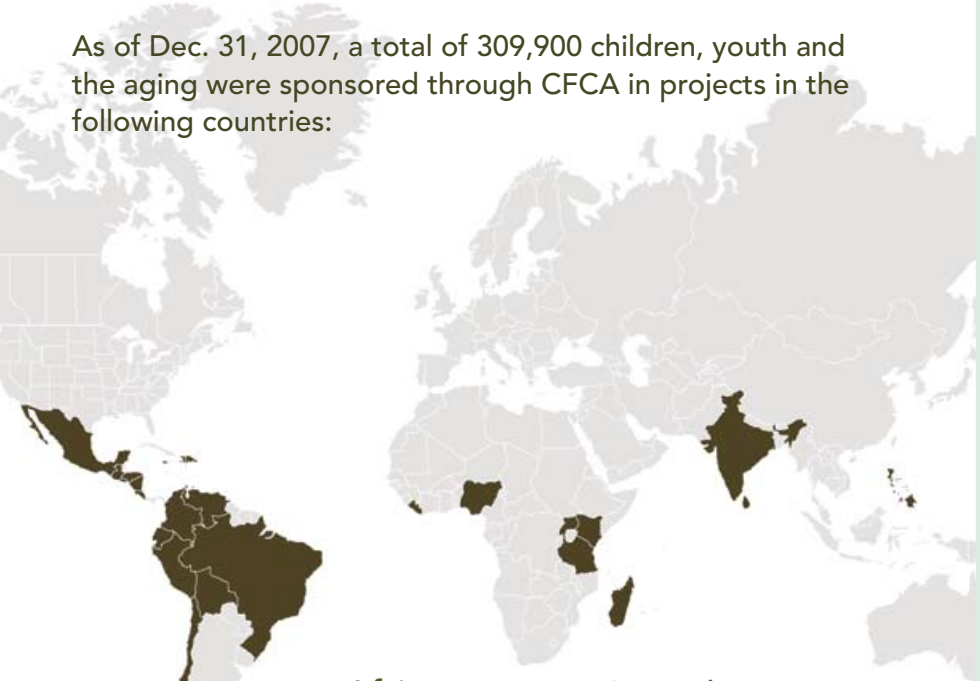 As of Dec. 31, 2007, a total of 309,900 children, youth and
the aging were sponsored through CFCA in projects in the
following countries: